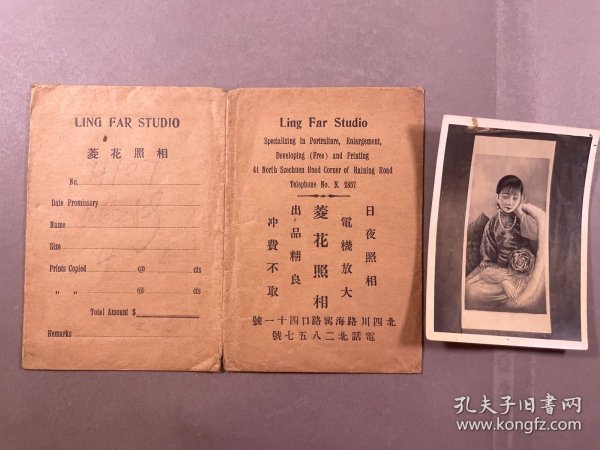 LING FAR STUDIO
菱花照相
No.
Date Promissory
Name
Size
Prints Copied @ cts
„ „ @ cts
Total Amount $
Remarks
Ling Far Studio
Specializing in Portraiture, Enlargement,
Developing (Free) and Printing
41 North Szechuen Road Corner of Haining Road
Telephone No. N. 2857
日夜照相
電機放大
菱花照相
出品精良
冲費不取
北四川路海寗路口四十一號
電話北二八五七號
孔夫子旧书网
www.kongfz.com